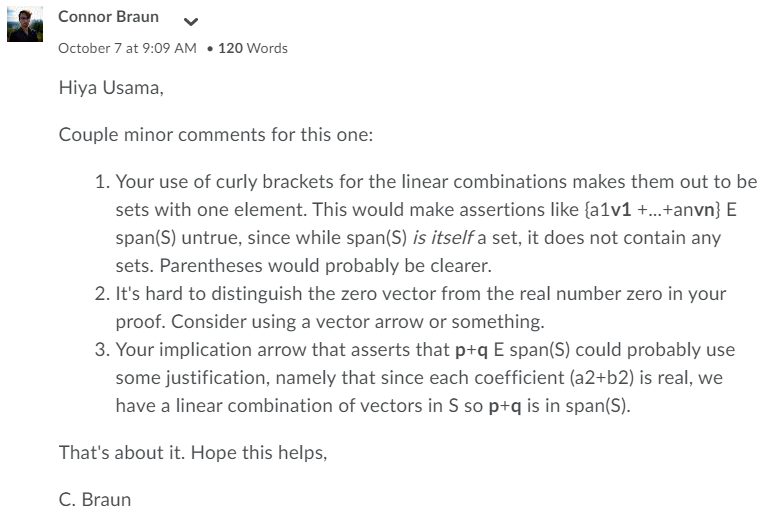 Connor Braun
October 7 at 9:09 AM • 120 Words
Hiya Usama,
Couple minor comments for this one:
1. Your use of curly brackets for the linear combinations makes them out to be
sets with one element. This would make assertions like {a1v1 +...+anvn} E
span(S) untrue, since while span(S) is itself a set, it does not contain any
sets. Parentheses would probably be clearer.
2. It's hard to distinguish the zero vector from the real number zero in your
proof. Consider using a vector arrow or something.
3. Your implication arrow that asserts that p+q E span(S) could probably use
some justification, namely that since each coefficient (a2+b2) is real, we
have a linear combination of vectors in S so p+q is in span(S).
That's about it. Hope this helps,
C. Braun